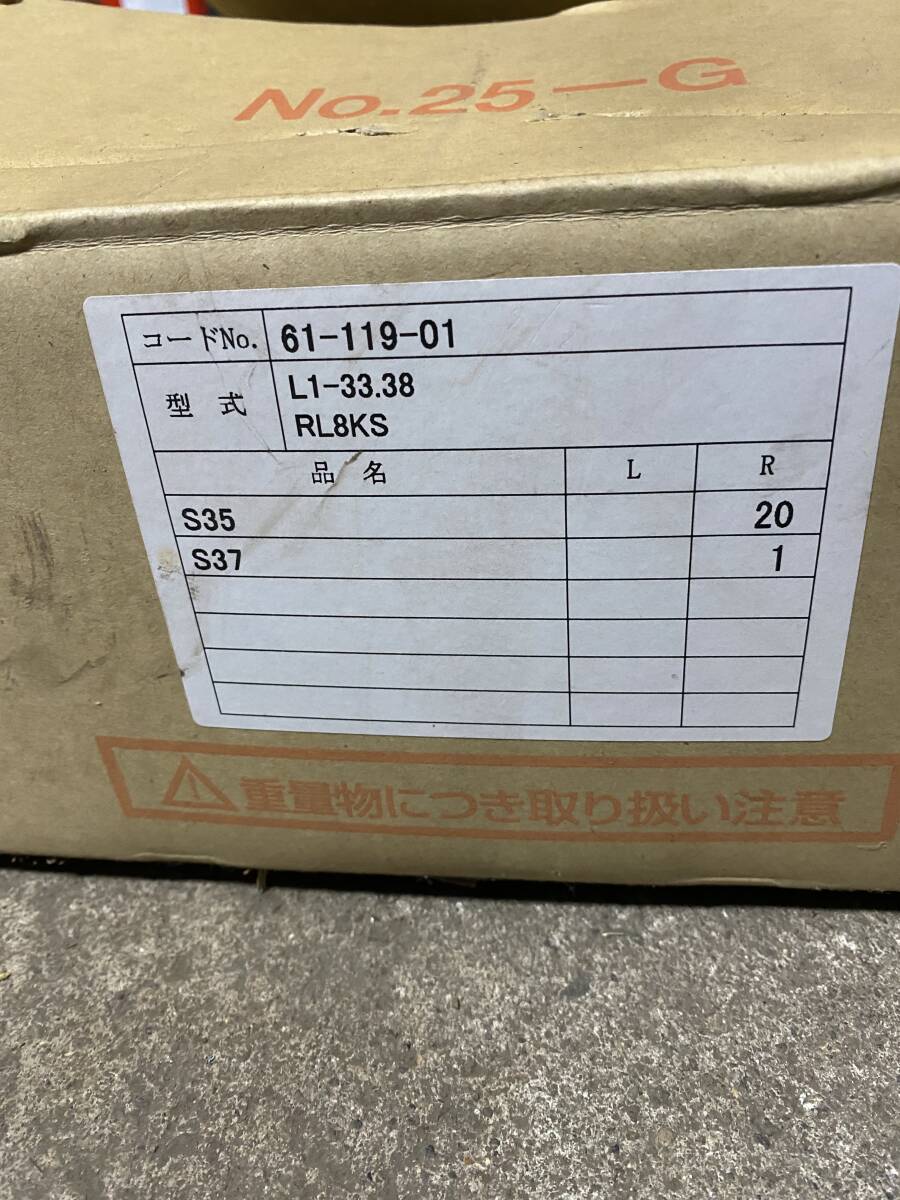 No.25-G
コードNo. 61-119-01
型式 L1-33.38
RL8KS
品名 L R
S35 20
S37 1
重量物につき取り扱い注意